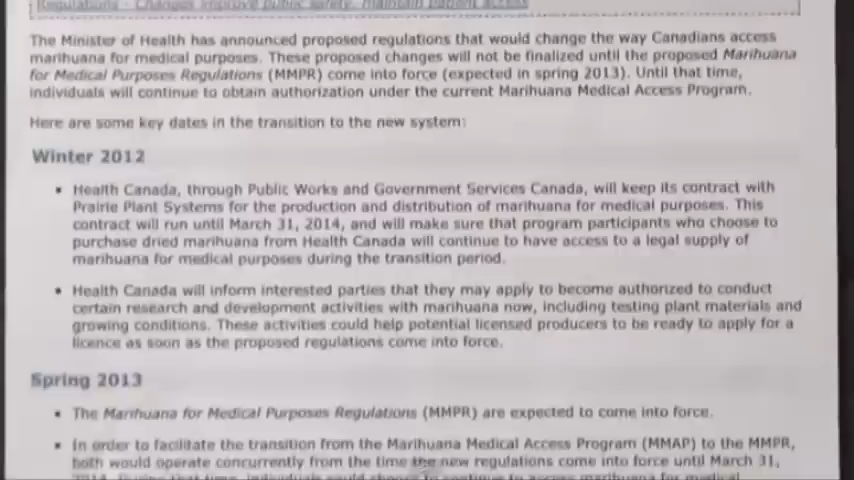 Regulations - Changes improve public safety, maintain patient access
The Minister of Health has announced proposed regulations that would change the way Canadians access
marihuana for medical purposes. These proposed changes will not be finalized until the proposed Marihuana
for Medical Purposes Regulations (MMPR) come into force (expected in spring 2013). Until that time,
individuals will continue to obtain authorization under the current Marihuana Medical Access Program.
Here are some key dates in the transition to the new system:
Winter 2012
• Health Canada, through Public Works and Government Services Canada, will keep its contract with
Prairie Plant Systems for the production and distribution of marihuana for medical purposes. This
contract will run until March 31, 2014, and will make sure that program participants who choose to
purchase dried marihuana from Health Canada will continue to have access to a legal supply of
marihuana for medical purposes during the transition period.
• Health Canada will inform interested parties that they may apply to become authorized to conduct
certain research and development activities with marihuana now, including testing plant materials and
growing conditions. These activities could help potential licensed producers to be ready to apply for a
licence as soon as the proposed regulations come into force.
Spring 2013
• The Marihuana for Medical Purposes Regulations (MMPR) are expected to come into force.
• In order to facilitate the transition from the Marihuana Medical Access Program (MMAP) to the MMPR,
both would operate concurrently from the time the new regulations come into force until March 31,